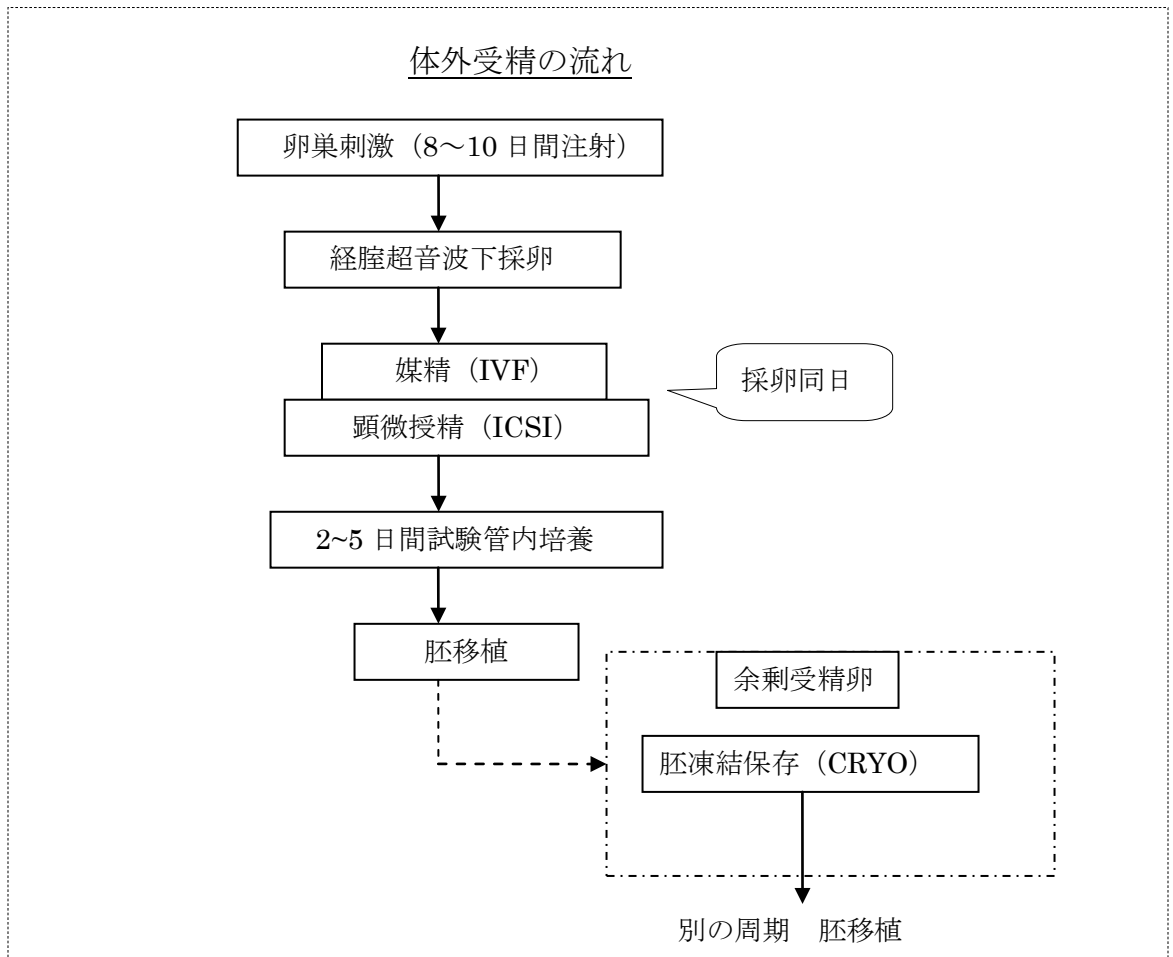 体外受精の流れ
卵巣刺激（8～10 日間注射）
経腟超音波下採卵
媒精（IVF）
採卵同日
顕微授精（ICSI）
2~5 日間試験管内培養
胚移植
余剰受精卵
胚凍結保存（CRYO）
別の周期　胚移植